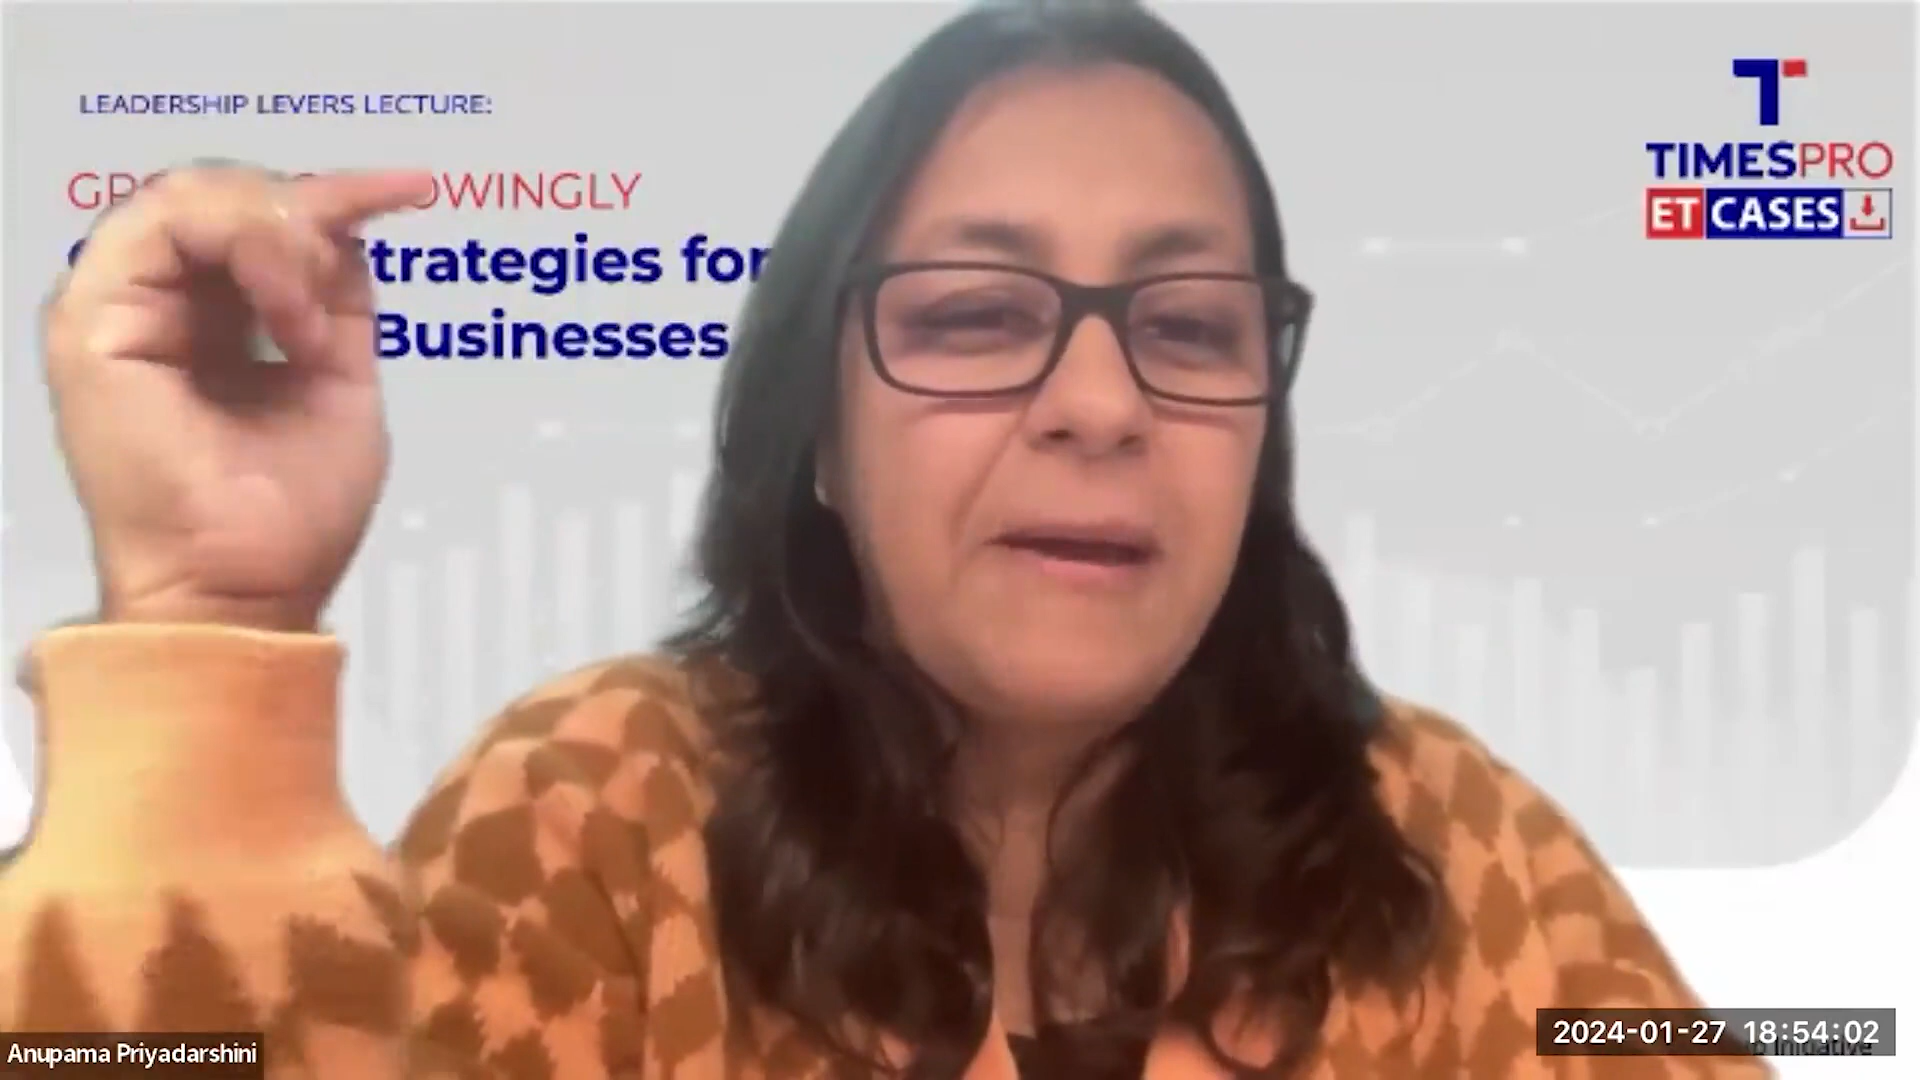 LEADERSHIP LEVERS LECTURE:
OWINGLY
trategies for
Businesses
TIMESPRO
ET CASES
Anupama Priyadarshini
2024-01-27 18:54:02